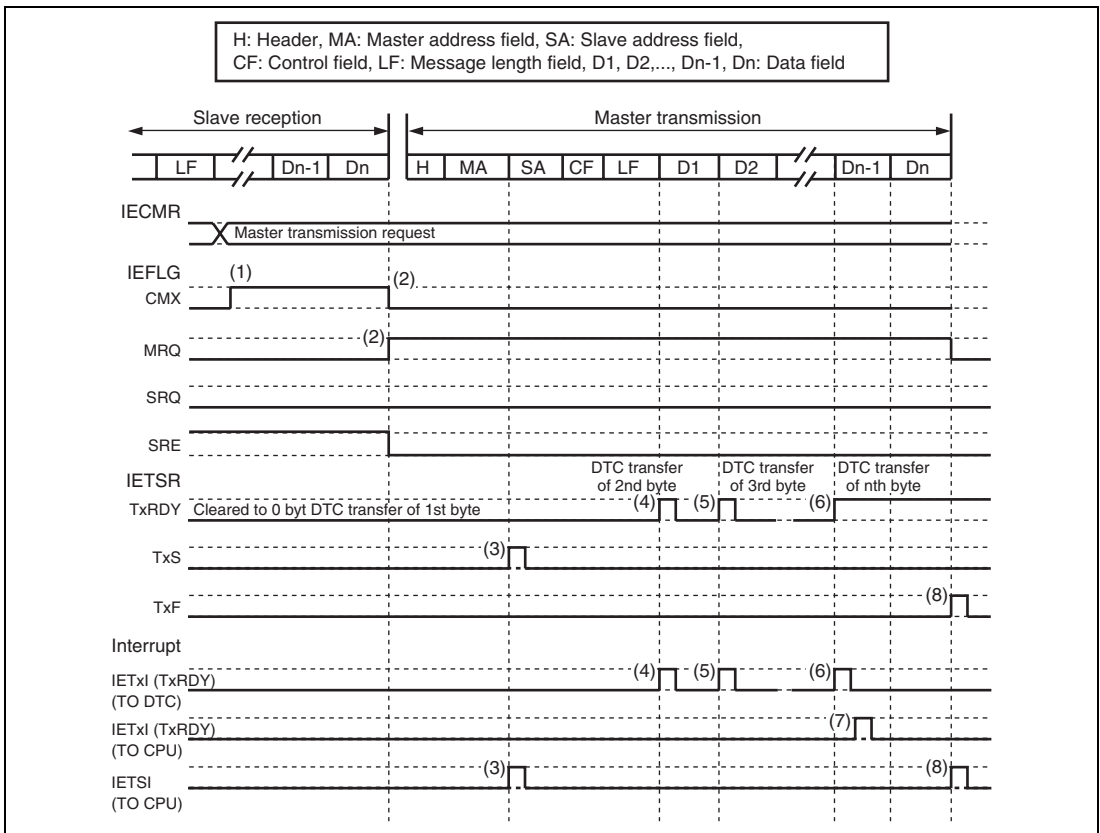 H: Header, MA: Master address field, SA: Slave address field,
CF: Control field, LF: Message length field, D1, D2,..., Dn-1, Dn: Data field
Slave reception
Master transmission
LF Dn-1 Dn H MA SA CF LF D1 D2 Dn-1 Dn
IECMR
Master transmission request
IEFLG
(1)
(2)
CMX
(2)
MRQ
SRQ
SRE
IETSR
DTC transfer of 2nd byte
DTC transfer of 3rd byte
DTC transfer of nth byte
TxRDY Cleared to 0 byt DTC transfer of 1st byte
(4) (5) (6)
TxS
(3)
TxF
(8)
Interrupt
IETxI (TxRDY)
(TO DTC)
(4) (5) (6)
IETxI (TxRDY)
(TO CPU)
(7)
IETSI
(TO CPU)
(3) (8)